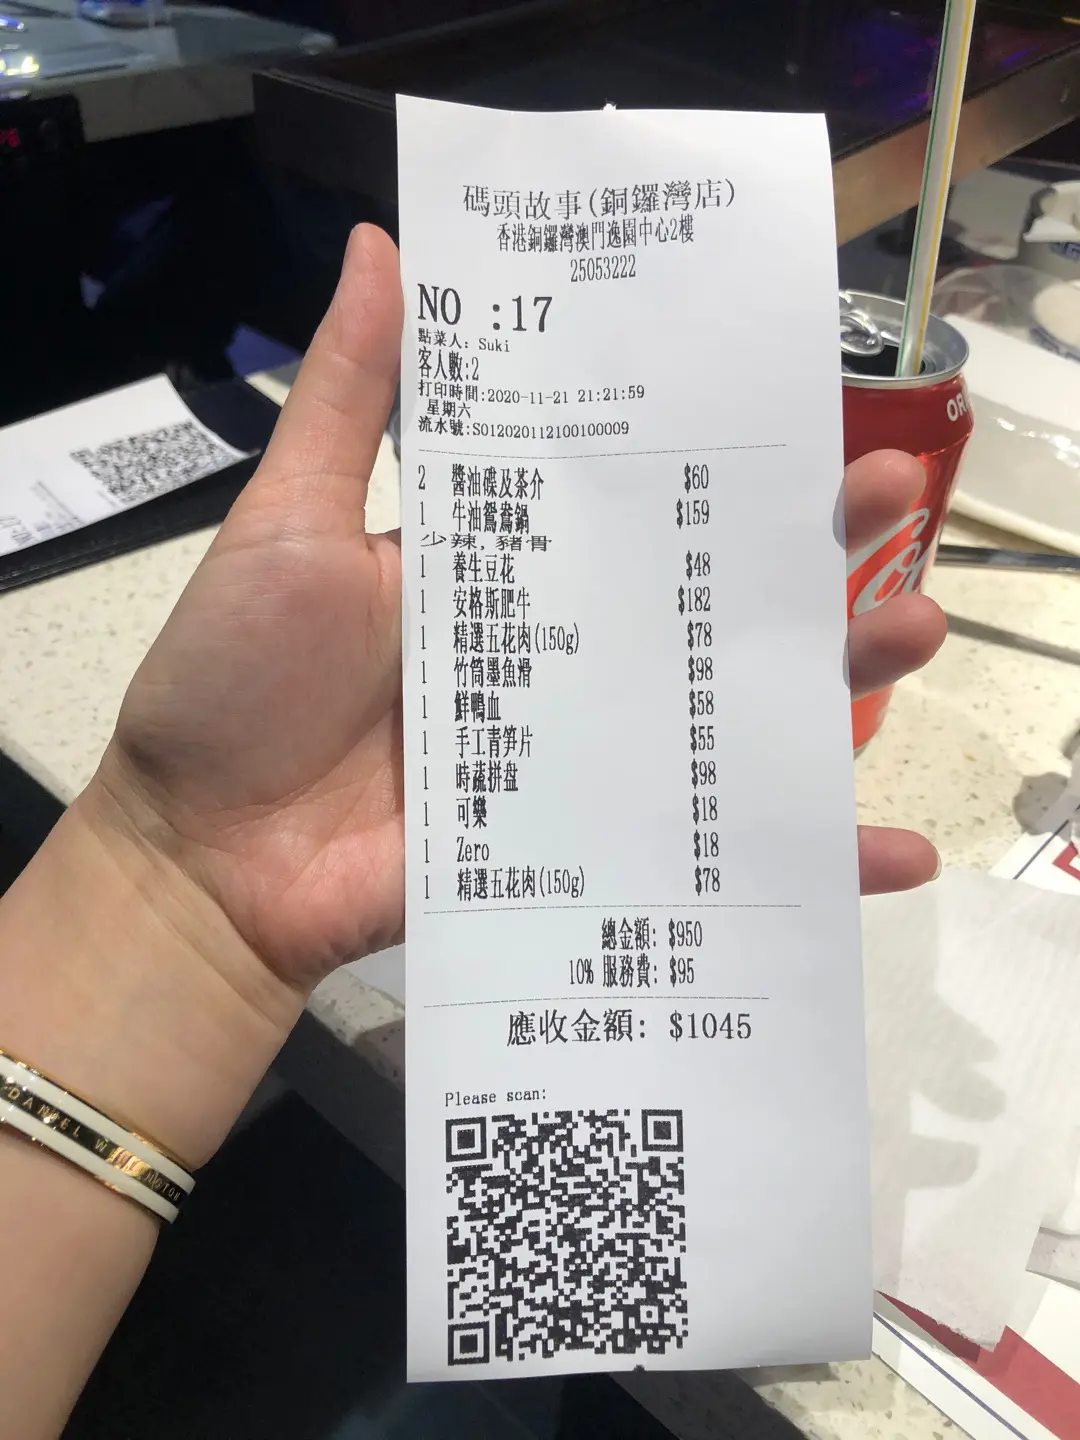 碼頭故事(銅鑼灣店)
香港銅鑼灣澳門逸園中心2樓
25053222
NO :17
點菜人: Suki
客人數:2
打印時間:2020-11-21 21:21:59
星期六
流水號:S012020112100100009
2 醬油碟及茶介 $60
1 牛油鴛鴦鍋 $159
少辣, 豬骨
1 養生豆花 $48
1 安格斯肥牛 $182
1 精選五花肉(150g) $78
1 竹筒墨魚滑 $98
1 鮮鴨血 $58
1 手工青笋片 $55
1 時蔬拼盘 $98
1 可樂 $18
1 Zero $18
1 精選五花肉(150g) $78
總金額: $950
10% 服務費: $95
應收金額: $1045
Please scan:
OR
Co
DANIEL W